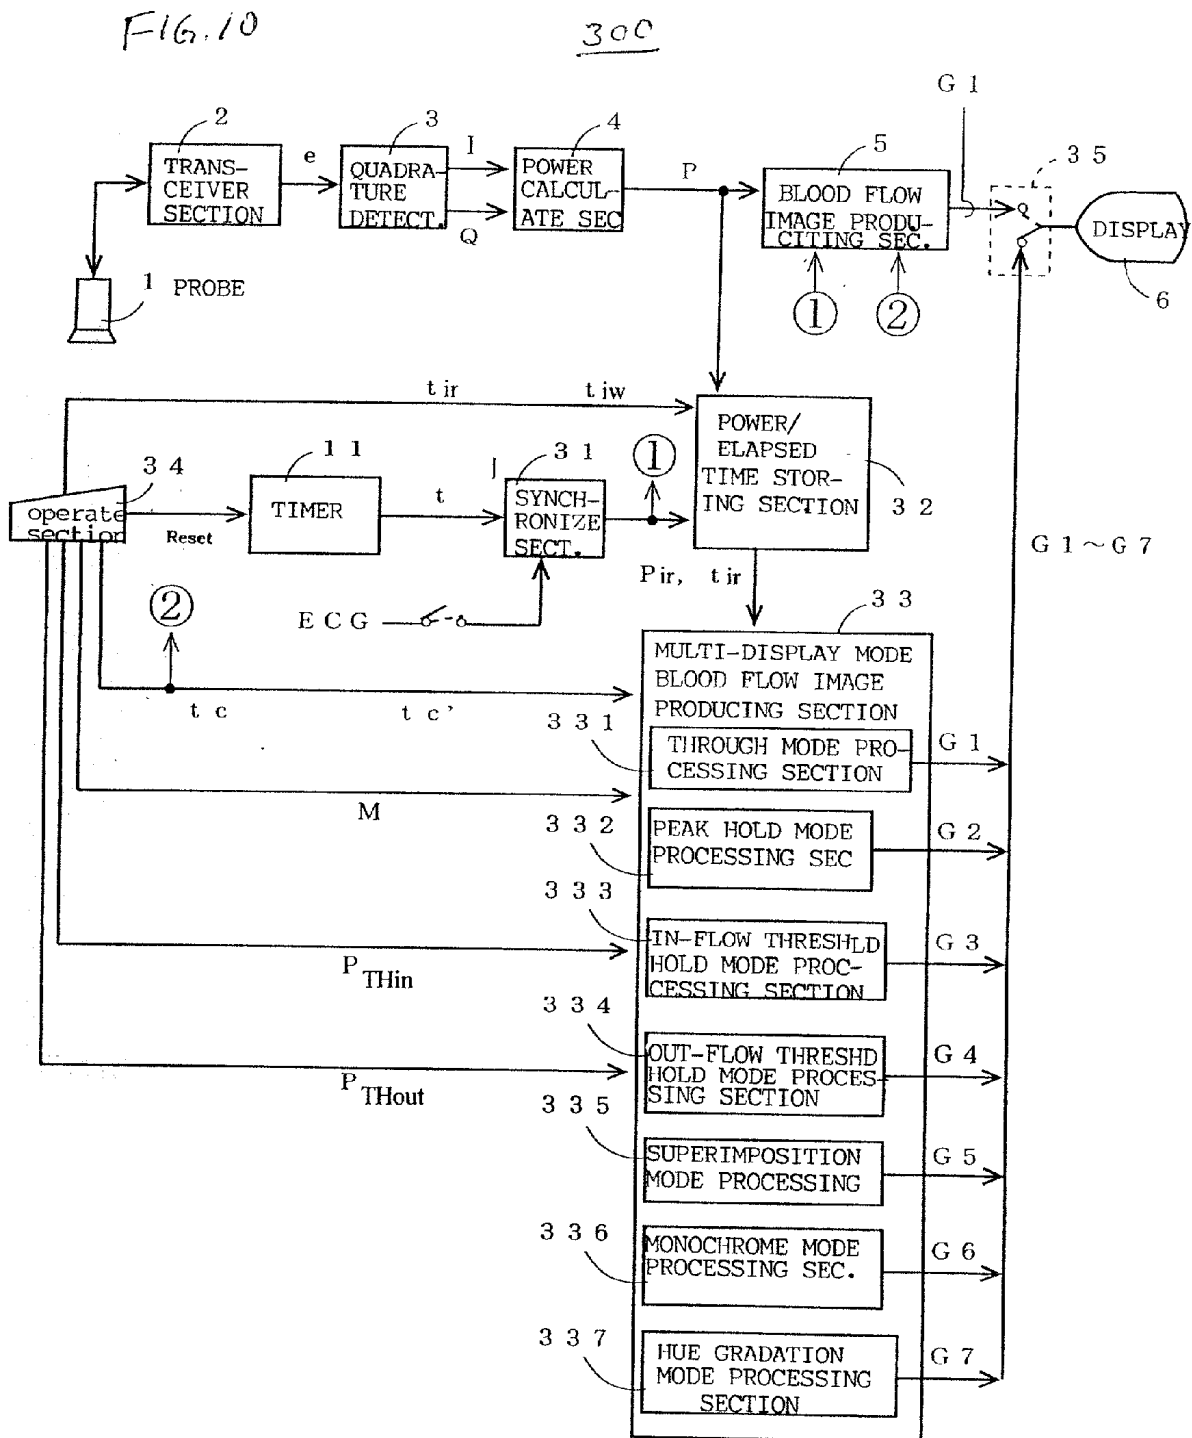 FIG. 10
300
G 1
2
3
4
5
3 5
TRANS-
CEIVER
SECTION
e
QUADRA-
TURE
DETECT.
I
Q
POWER
CALCUL-
ATE SEC
P
BLOOD FLOW
IMAGE PRODU-
CITING SEC.
DISPLAY
6
1 PROBE
①
②
t ir
t jw
POWER/
ELAPSED
TIME STOR-
ING SECTION
3 2
3 4
operate
section
Reset
1 1
TIMER
t
J
3 1
SYNCH-
RONIZE
SECT.
①
G 1～G 7
P ir, t ir
E C G
②
t c
t c'
3 3
MULTI-DISPLAY MODE
BLOOD FLOW IMAGE
PRODUCING SECTION
3 3 1
THROUGH MODE PRO-
CESSING SECTION
G 1
M
3 3 2
PEAK HOLD MODE
PROCESSING SEC
G 2
3 3 3
IN-FLOW THRESHLD
HOLD MODE PROC-
CESSING SECTION
G 3
P THin
3 3 4
OUT-FLOW THRESHD
HOLD MODE PROCES-
SING SECTION
G 4
P THout
3 3 5
SUPERIMPOSITION
MODE PROCESSING
G 5
3 3 6
MONOCHROME MODE
PROCESSING SEC.
G 6
3 3 7
HUE GRADATION
MODE PROCESSING
SECTION
G 7